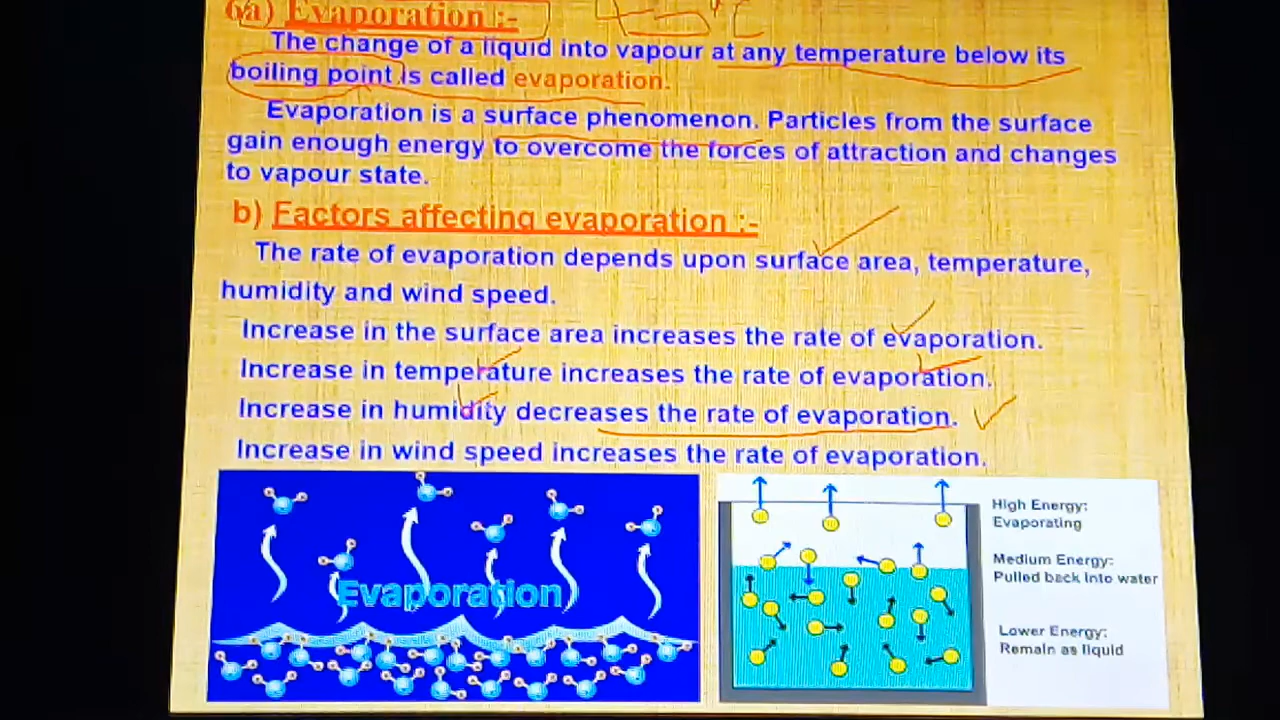 6a) Evaporation :-
The change of a liquid into vapour at any temperature below its
boiling point is called evaporation.
Evaporation is a surface phenomenon. Particles from the surface
gain enough energy to overcome the forces of attraction and changes
to vapour state.
b) Factors affecting evaporation :-
The rate of evaporation depends upon surface area, temperature,
humidity and wind speed.
Increase in the surface area increases the rate of evaporation.
Increase in temperature increases the rate of evaporation.
Increase in humidity decreases the rate of evaporation.
Increase in wind speed increases the rate of evaporation.
Evaporation
High Energy:
Evaporating
Medium Energy:
Pulled back into water
Lower Energy:
Remain as liquid